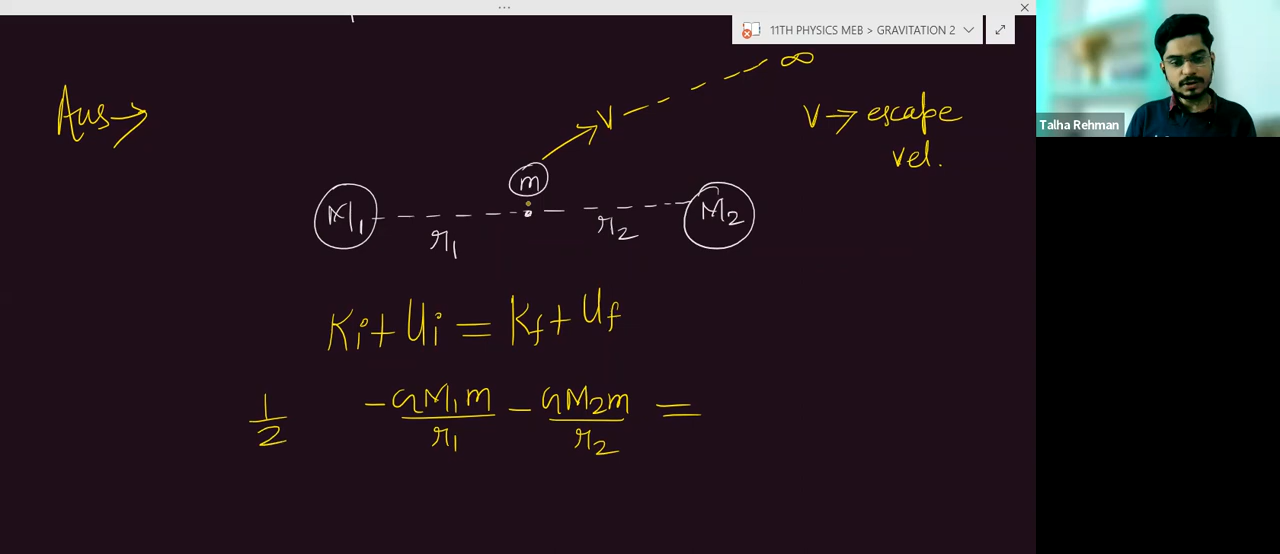 11TH PHYSICS MEB > GRAVITATION 2
∞
Ans →
V
V → escape
vel.
Talha Rehman
m
M₁
M₂
r₁
r₂
Ki + Ui = Kf + Uf
1/2 - GM₁m/r₁ - GM₂m/r₂ =